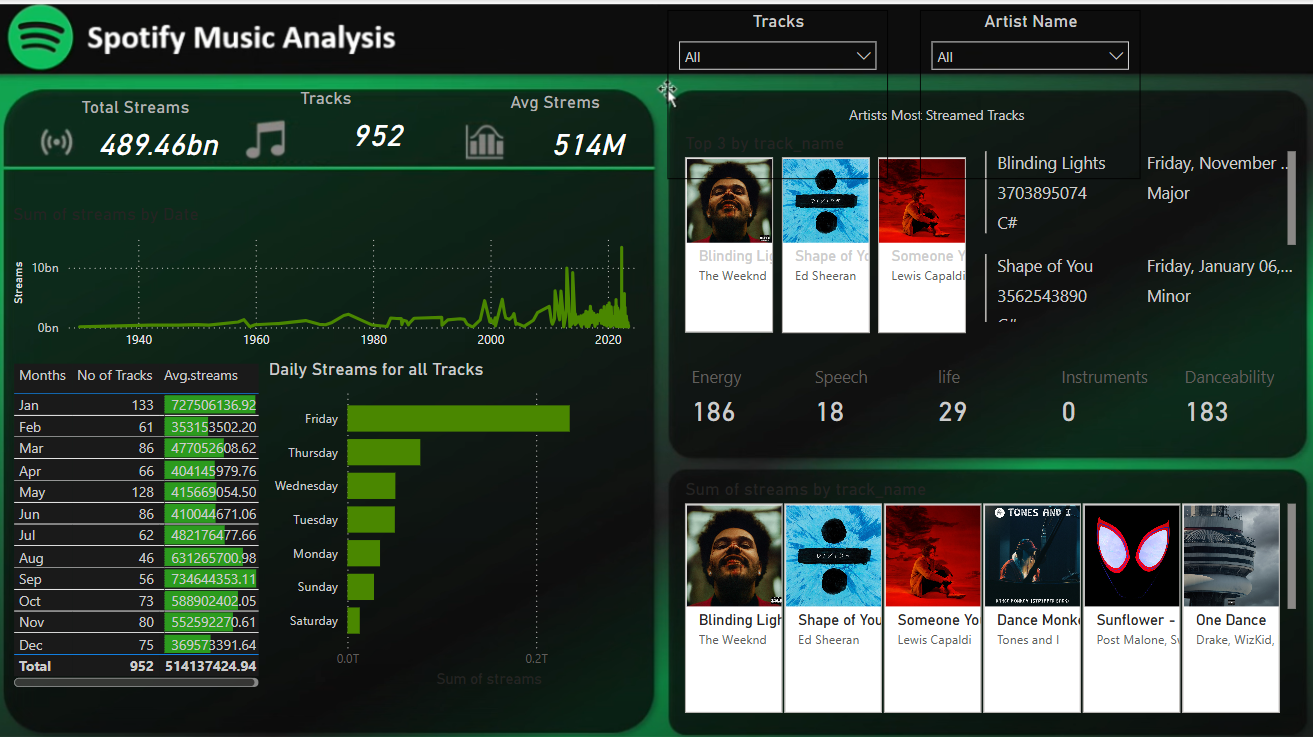 Spotify Music Analysis
Tracks
All
Artist Name
All
Total Streams
489.46bn
Tracks
952
Avg Strems
514M
Sum of streams by Date
Streams
10bn
0bn
1940 1960 1980 2000 2020
Months No of Tracks Avg.streams
Jan 133 727506136.92
Feb 61 353153502.20
Mar 86 477052608.62
Apr 66 404145979.76
May 128 415669054.50
Jun 86 410044671.06
Jul 62 482176477.66
Aug 46 631265700.98
Sep 56 734644353.11
Oct 73 588902402.05
Nov 80 552592270.61
Dec 75 369573391.64
Total 952 514137424.94
Daily Streams for all Tracks
Friday
Thursday
Wednesday
Tuesday
Monday
Sunday
Saturday
0.0T 0.2T
Sum of streams
Artists Most Streamed Tracks
Top 3 by track_name
Blinding Lig
The Weeknd
Shape of Yo
Ed Sheeran
Someone Y
Lewis Capaldi
Blinding Lights Friday, November ...
3703895074 Major
C#
Shape of You Friday, January 06,...
3562543890 Minor
C#
Energy Speech life Instruments Danceability
186 18 29 0 183
Sum of streams by track_name
TONES AND I
Blinding Ligh
The Weeknd
Shape of You
Ed Sheeran
Someone You
Lewis Capaldi
Dance Monke
Tones and I
Sunflower -
Post Malone, Sw
One Dance
Drake, WizKid,